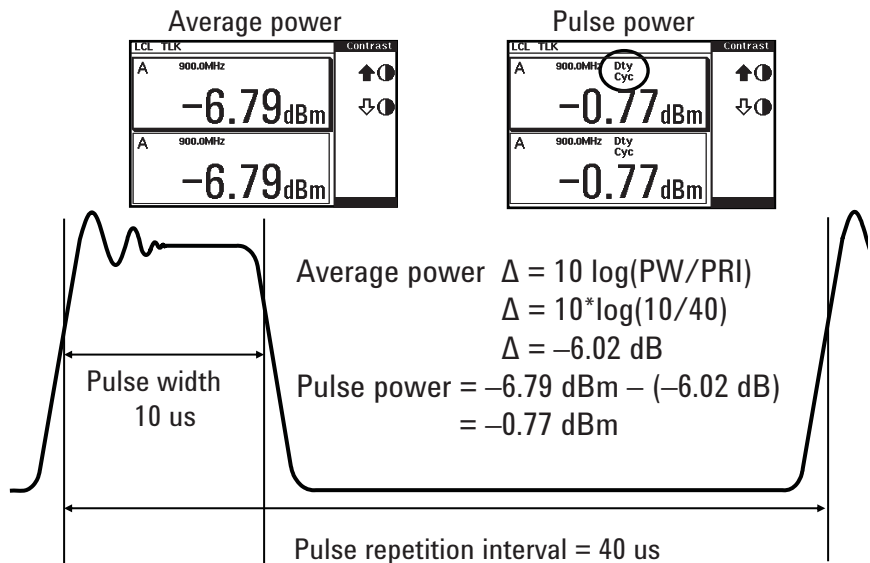 Average power
LCL TLK
Contrast
A 900.0MHz
−6.79dBm
A 900.0MHz
−6.79dBm
Pulse power
LCL TLK
Contrast
A 900.0MHz Dty
Cyc
−0.77dBm
A 900.0MHz Dty
Cyc
−0.77dBm
Average power Δ = 10 log(PW/PRI)
Δ = 10*log(10/40)
Δ = –6.02 dB
Pulse power = –6.79 dBm – (–6.02 dB)
= –0.77 dBm
Pulse width
10 us
Pulse repetition interval = 40 us